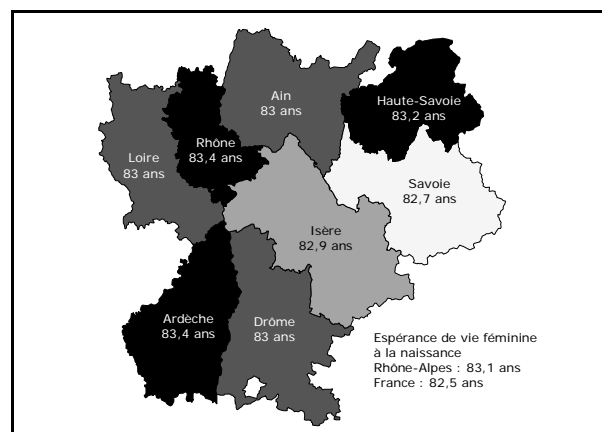 Ain
83 ans
Haute-Savoie
83,2 ans
Rhône
83,4 ans
Loire
83 ans
Savoie
82,7 ans
Isère
82,9 ans
Ardèche
83,4 ans
Drôme
83 ans
Espérance de vie féminine
à la naissance
Rhône-Alpes : 83,1 ans
France : 82,5 ans